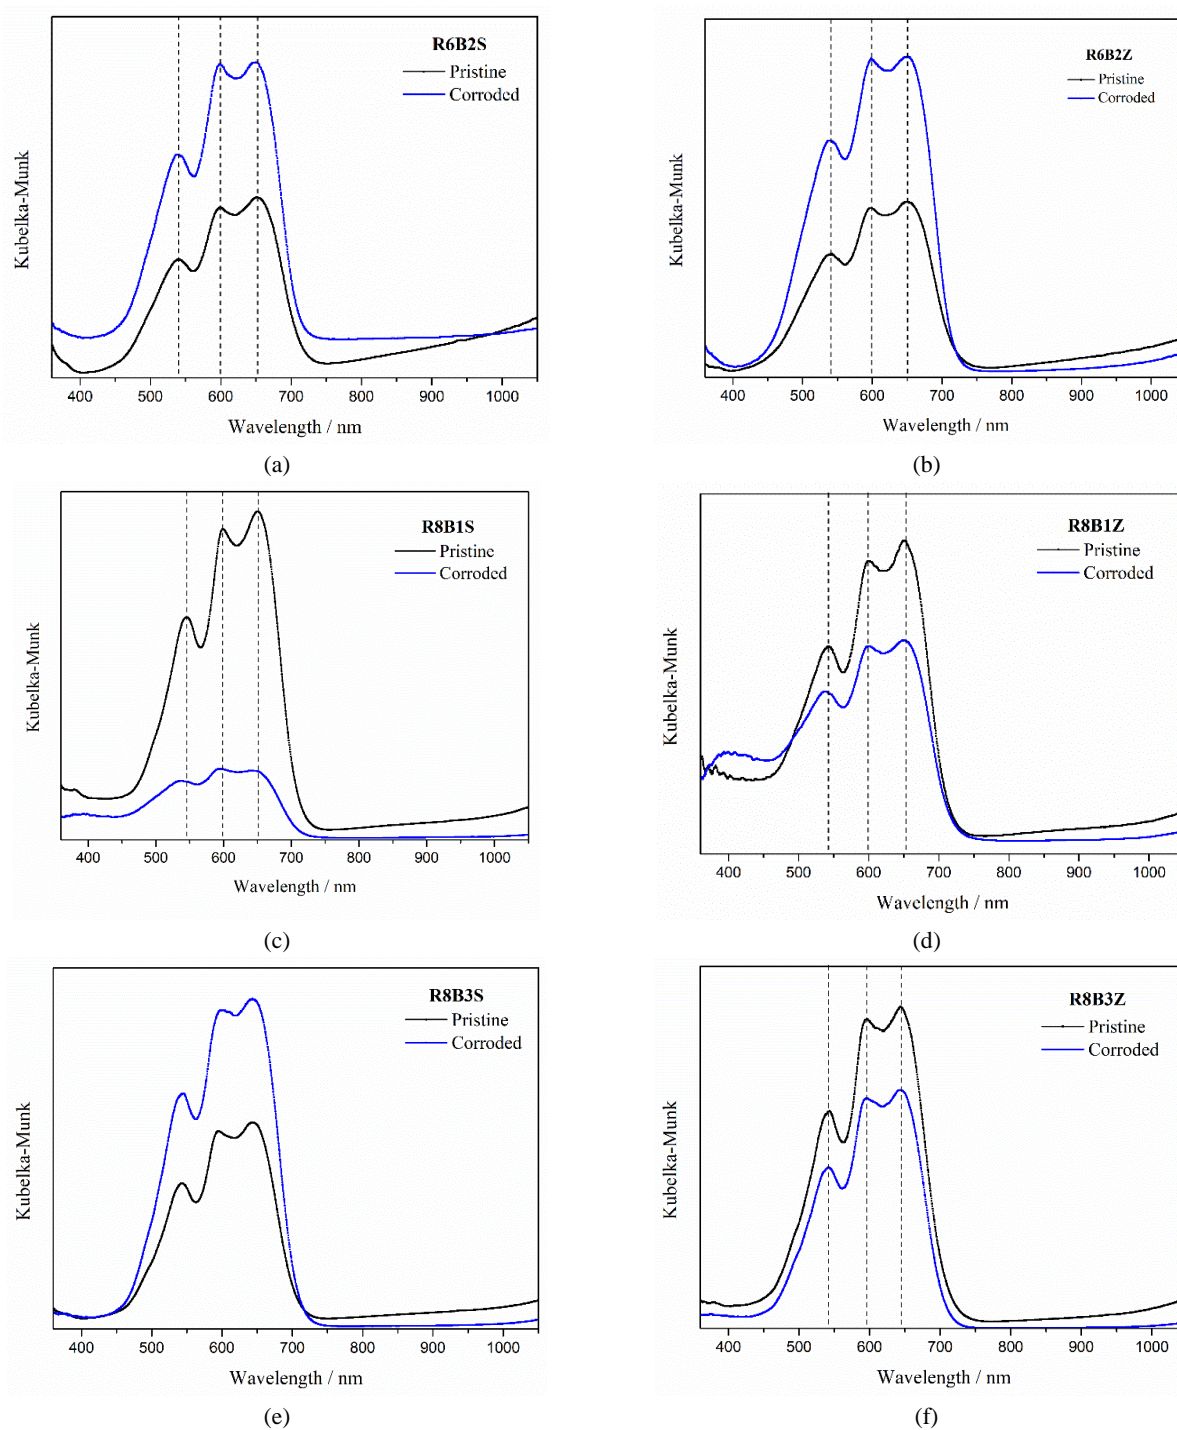 R6B2S
Pristine
Corroded
Kubelka-Munk
400 500 600 700 800 900 1000
Wavelength / nm
(a)
R6B2Z
Pristine
Corroded
Kubelka-Munk
400 500 600 700 800 900 1000
Wavelength / nm
(b)
R8B1S
Pristine
Corroded
Kubelka-Munk
400 500 600 700 800 900 1000
Wavelength / nm
(c)
R8B1Z
Pristine
Corroded
Kubelka-Munk
400 500 600 700 800 900 1000
Wavelength / nm
(d)
R8B3S
Pristine
Corroded
Kubelka-Munk
400 500 600 700 800 900 1000
Wavelength / nm
(e)
R8B3Z
Pristine
Corroded
Kubelka-Munk
400 500 600 700 800 900 1000
Wavelength / nm
(f)